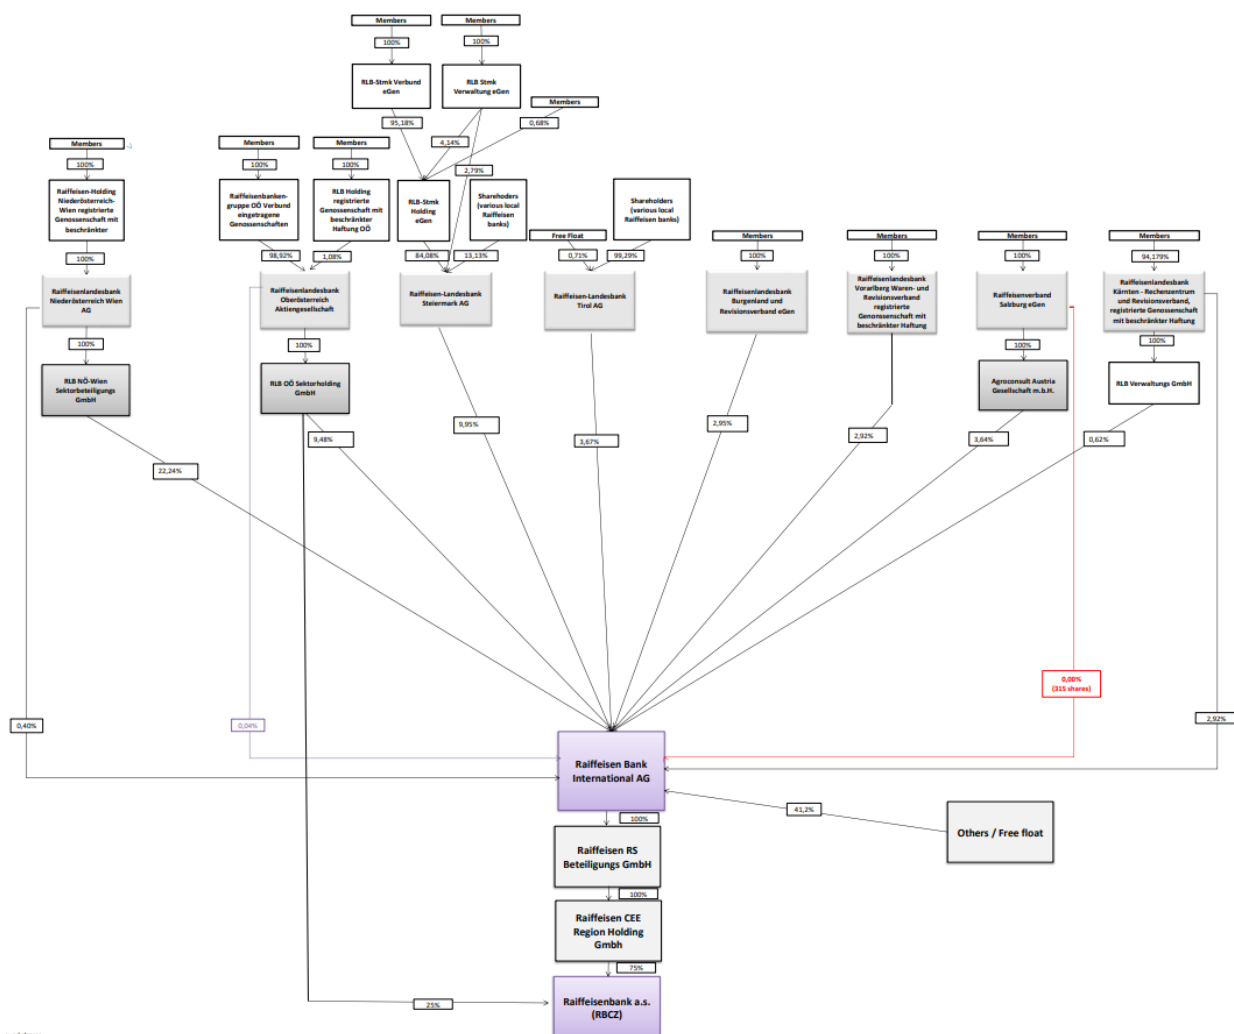 Members
Members
100%
100%
RLB-Stmk Verbund
eGen
RLB Stmk
Verwaltung eGen
Members
95,18%
0,68%
4,14%
Members
Members
Members
2,79%
100%
100%
100%
Raiffeisen-Holding
Niederösterreich-
Wien registrierte
Genossenschaft mit
beschränkter
Raiffeisenbanken-
gruppe OÖ Verbund
eingetragene
Genossenschaften
RLB Holding
registrierte
Genossenschaft mit
beschränkter
Haftung OÖ
RLB-Stmk
Holding
eGen
Shareholders
(various local
Raiffeisen
banks)
Shareholders
(various local
Raiffeisen banks)
Free Float
Members
Members
Members
Members
100%
98,92%
1,08%
84,08%
13,13%
0,71%
99,29%
100%
100%
100%
94,179%
Raiffeisenlandesbank
Niederösterreich Wien
AG
Raiffeisenlandesbank
Oberösterreich
Aktiengesellschaft
Raiffeisen-Landesbank
Steiermark AG
Raiffeisen-Landesbank
Tirol AG
Raiffeisenlandesbank
Burgenland und
Revisionsverband eGen
Raiffeisenlandesbank
Vorarlberg Waren- und
Revisionsverband
registrierte
Genonssenschaft mit
beschränkter Haftung
Raiffeisenverband
Salzburg eGen
Raiffeisenlandesbank
Kärnten - Rechenzentrum
und Revisionsverband,
registrierte Genossenschaft
mit beschränkter Haftung
100%
100%
100%
100%
RLB NÖ-Wien
Sektorbeteiligungs
GmbH
RLB OÖ Sektorholding
GmbH
Agroconsult Austria
Gesellschaft m.b.H.
RLB Verwaltungs GmbH
22,24%
9,48%
9,95%
3,67%
2,95%
2,92%
3,64%
0,62%
0,00%
(315 shares)
0,40%
0,04%
2,92%
Raiffeisen Bank
International AG
41,2%
Others / Free float
100%
Raiffeisen RS
Beteiligungs GmbH
100%
Raiffeisen CEE
Region Holding
Gmbh
75%
25%
Raiffeisenbank a.s.
(RBCZ)